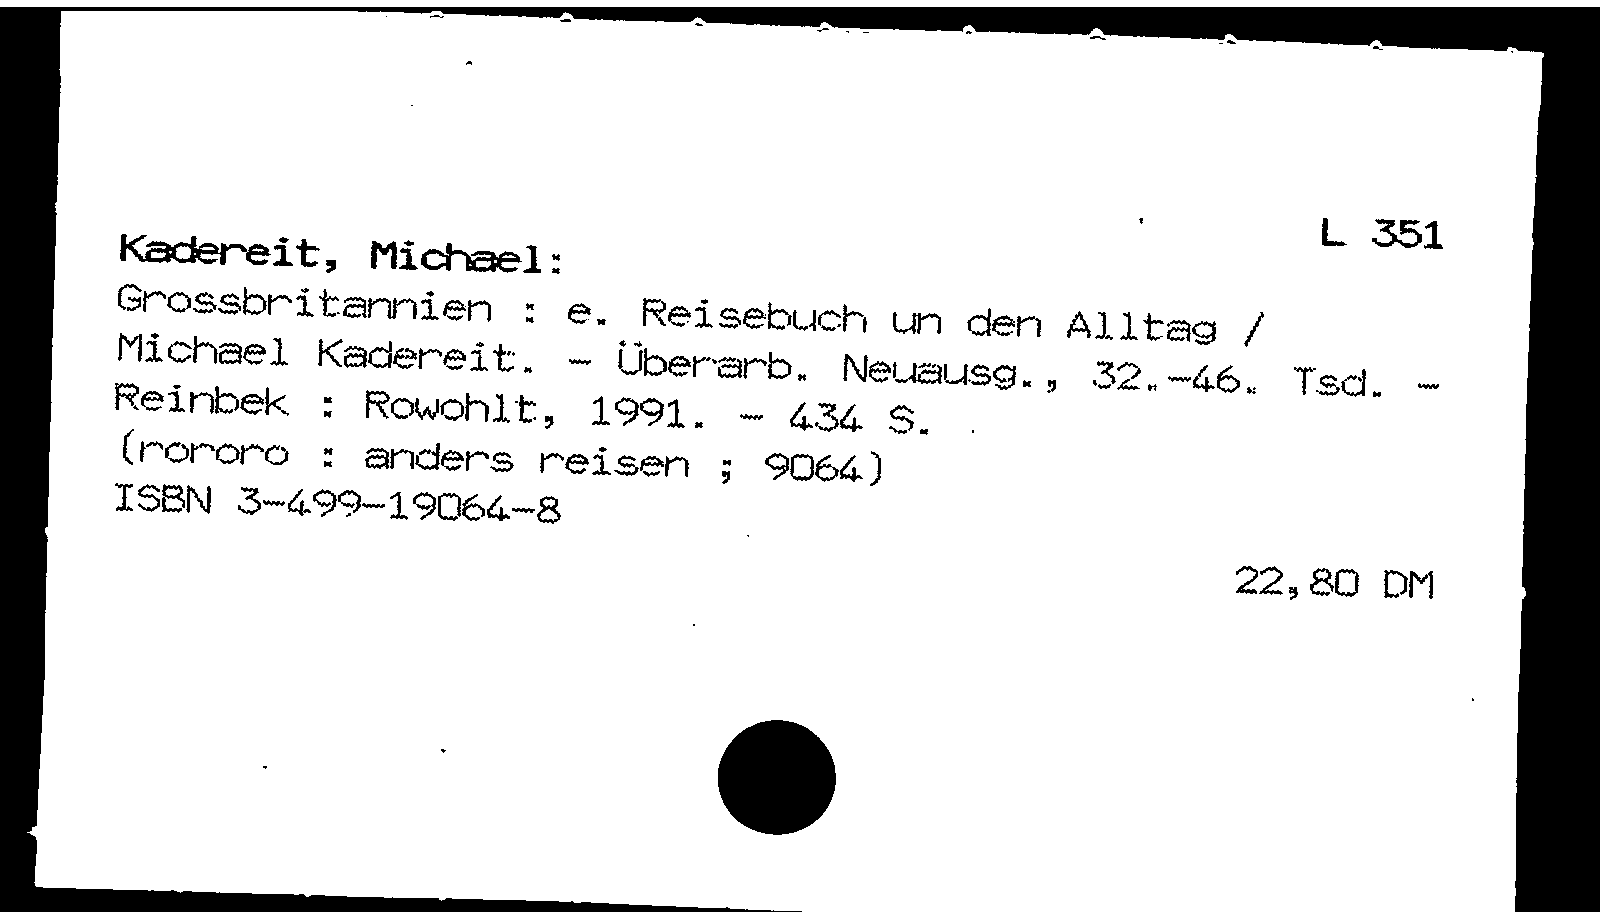 L 351
Kadereit, Michael:
Grossbritannien : e. Reisebuch un den Alltag /
Michael Kadereit. - Überarb. Neuausg., 32.-46. Tsd. -
Reinbek : Rowohlt, 1991. - 434 S.
(rororo : anders reisen ; 9064)
ISBN 3-499-19064-8
22,80 DM